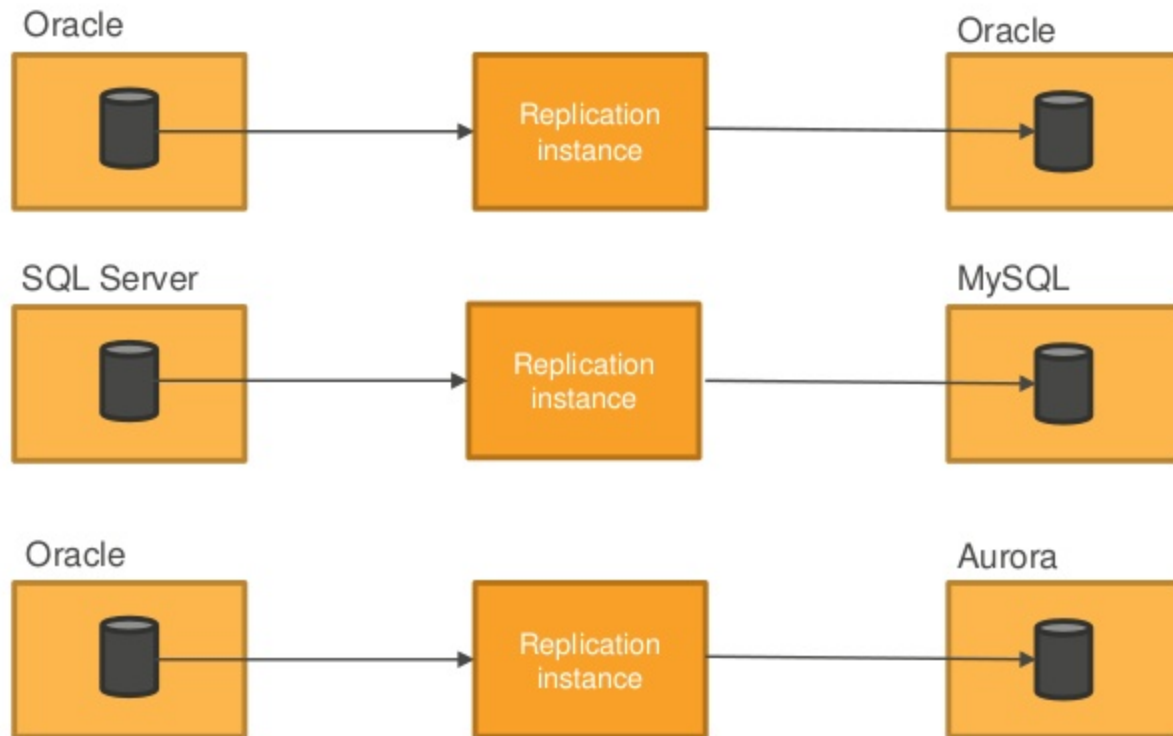 Oracle
Oracle
Replication
instance
SQL Server
MySQL
Replication
instance
Oracle
Aurora
Replication
instance